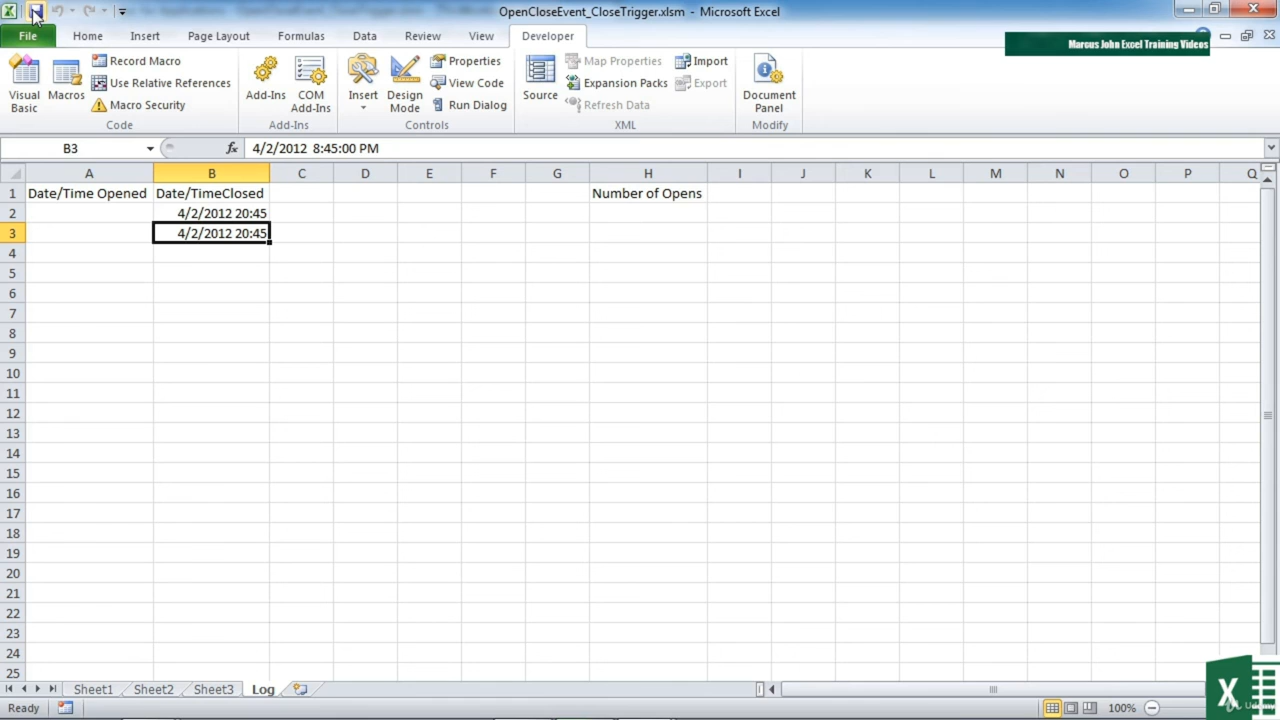 OpenCloseEvent_CloseTrigger.xlsm - Microsoft Excel
File Home Insert Page Layout Formulas Data Review View Developer
Marcus John Excel Training Videos
Visual Basic
Macros
Record Macro
Use Relative References
Macro Security
Code
Add-Ins
COM Add-Ins
Add-Ins
Insert
Design Mode
Properties
View Code
Run Dialog
Controls
Source
Map Properties
Expansion Packs
Refresh Data
Import
Export
XML
Document Panel
Modify
B3 fx 4/2/2012 8:45:00 PM
A B C D E F G H I J K L M N O P Q
1 Date/Time Opened Date/TimeClosed Number of Opens
2 4/2/2012 20:45
3 4/2/2012 20:45
4
5
6
7
8
9
10
11
12
13
14
15
16
17
18
19
20
21
22
23
24
25
Sheet1 Sheet2 Sheet3 Log
Ready 100%
Udemy